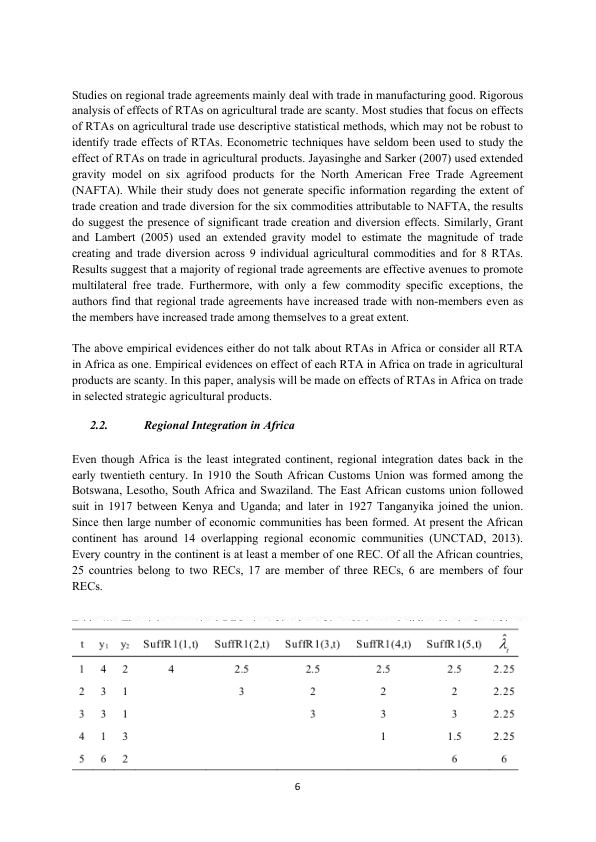 Studies on regional trade agreements mainly deal with trade in manufacturing good. Rigorous
analysis of effects of RTAs on agricultural trade are scanty. Most studies that focus on effects
of RTAs on agricultural trade use descriptive statistical methods, which may not be robust to
identify trade effects of RTAs. Econometric techniques have seldom been used to study the
effect of RTAs on trade in agricultural products. Jayasinghe and Sarker (2007) used extended
gravity model on six agrifood products for the North American Free Trade Agreement
(NAFTA). While their study does not generate specific information regarding the extent of
trade creation and trade diversion for the six commodities attributable to NAFTA, the results
do suggest the presence of significant trade creation and diversion effects. Similarly, Grant
and Lambert (2005) used an extended gravity model to estimate the magnitude of trade
creating and trade diversion across 9 individual agricultural commodities and for 8 RTAs.
Results suggest that a majority of regional trade agreements are effective avenues to promote
multilateral free trade. Furthermore, with only a few commodity specific exceptions, the
authors find that regional trade agreements have increased trade with non-members even as
the members have increased trade among themselves to a great extent.
The above empirical evidences either do not talk about RTAs in Africa or consider all RTA
in Africa as one. Empirical evidences on effect of each RTA in Africa on trade in agricultural
products are scanty. In this paper, analysis will be made on effects of RTAs in Africa on trade
in selected strategic agricultural products.
2.2. Regional Integration in Africa
Even though Africa is the least integrated continent, regional integration dates back in the
early twentieth century. In 1910 the South African Customs Union was formed among the
Botswana, Lesotho, South Africa and Swaziland. The East African customs union followed
suit in 1917 between Kenya and Uganda; and later in 1927 Tanganyika joined the union.
Since then large number of economic communities has been formed. At present the African
continent has around 14 overlapping regional economic communities (UNCTAD, 2013).
Every country in the continent is at least a member of one REC. Of all the African countries,
25 countries belong to two RECs, 17 are member of three RECs, 6 are members of four
RECs.
t y₁ y₂ SuffR1(1,t) SuffR1(2,t) SuffR1(3,t) SuffR1(4,t) SuffR1(5,t) λ̂ₜ
1 4 2 4 2.5 2.5 2.5 2.5 2.25
2 3 1 3 2 2 2 2.25
3 3 1 3 3 3 2.25
4 1 3 1 1.5 2.25
5 6 2 6 6
6